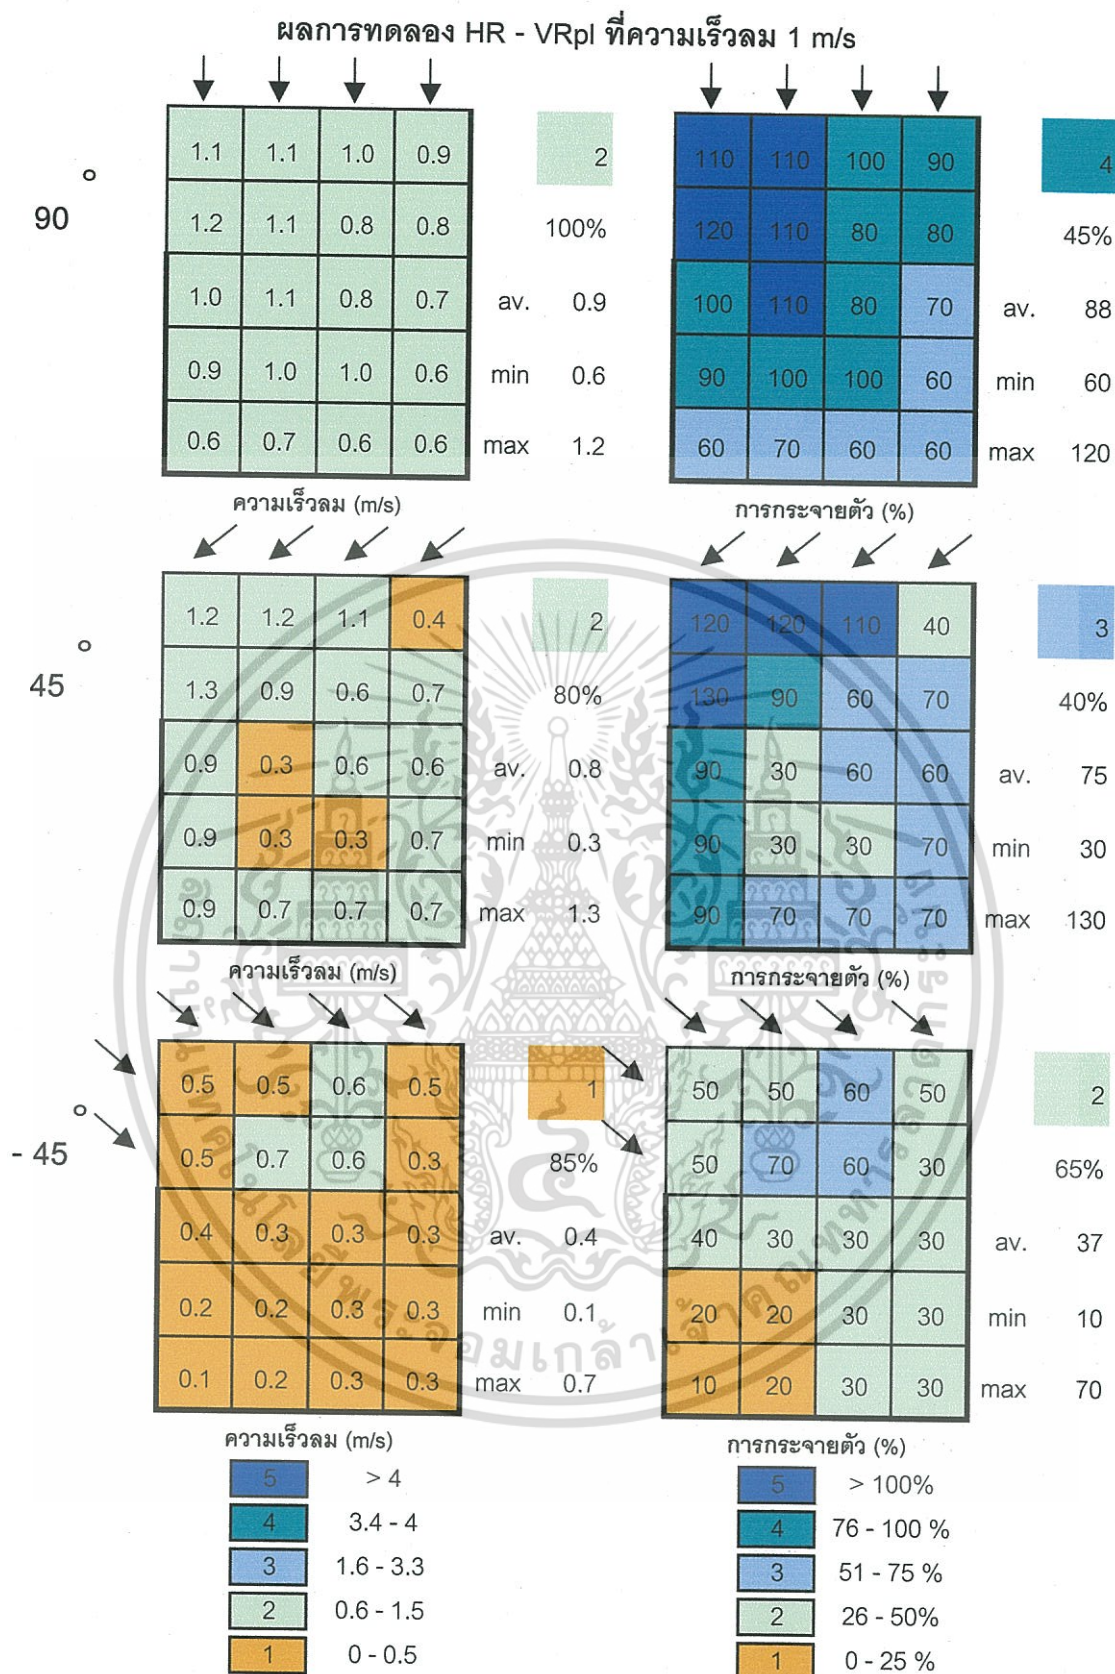 ผลการทดลอง HR - VRpl ที่ความเร็วลม 1 m/s
1.1 1.1 1.0 0.9 2 110 110 100 90 4
90 ° 1.2 1.1 0.8 0.8 100% 120 110 80 80 45%
1.0 1.1 0.8 0.7 av. 0.9 100 110 80 70 av. 88
0.9 1.0 1.0 0.6 min 0.6 90 100 100 60 min 60
0.6 0.7 0.6 0.6 max 1.2 60 70 60 60 max 120
ความเร็วลม (m/s) การกระจายตัว (%)
1.2 1.2 1.1 0.4 2 120 120 110 40 3
45 ° 1.3 0.9 0.6 0.7 80% 130 90 60 70 40%
0.9 0.3 0.6 0.6 av. 0.8 90 30 60 60 av. 75
0.9 0.3 0.3 0.7 min 0.3 90 30 30 70 min 30
0.9 0.7 0.7 0.7 max 1.3 90 70 70 70 max 130
ความเร็วลม (m/s) การกระจายตัว (%)
0.5 0.5 0.6 0.5 1 50 50 60 50 2
- 45 ° 0.5 0.7 0.6 0.3 85% 50 70 60 30 65%
0.4 0.3 0.3 0.3 av. 0.4 40 30 30 30 av. 37
0.2 0.2 0.3 0.3 min 0.1 20 20 30 30 min 10
0.1 0.2 0.3 0.3 max 0.7 10 20 30 30 max 70
ความเร็วลม (m/s) การกระจายตัว (%)
5 > 4 5 > 100%
4 3.4 - 4 4 76 - 100 %
3 1.6 - 3.3 3 51 - 75 %
2 0.6 - 1.5 2 26 - 50%
1 0 - 0.5 1 0 - 25 %